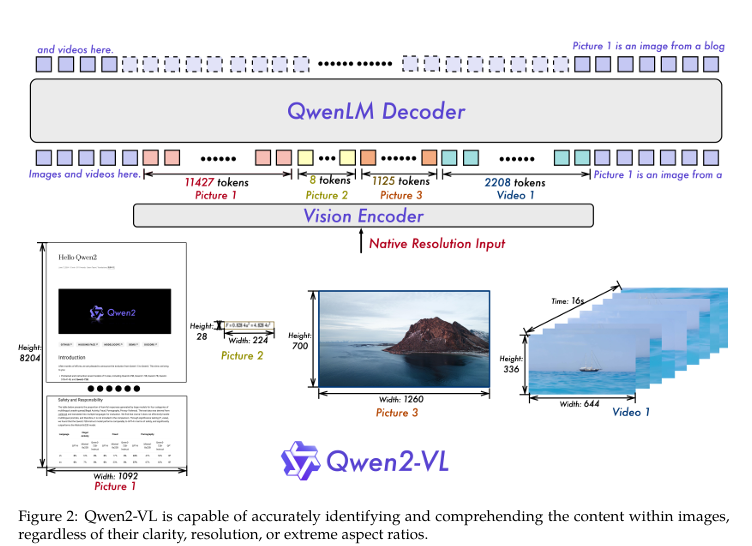 and videos here.
Picture 1 is an image from a blog
QwenLM Decoder
Images and videos here.
11427 tokens
Picture 1
8 tokens
Picture 2
1125 tokens
Picture 3
2208 tokens
Video 1
Picture 1 is an image from a
Vision Encoder
Native Resolution Input
Height: 8204
Hello Qwen2
Qwen2
Introduction
Safety and Responsibility
Width: 1092
Picture 1
Height: 28
Width: 224
Picture 2
Height: 700
Width: 1260
Picture 3
Time: 16s
Height: 336
Width: 644
Video 1
Qwen2-VL
Figure 2: Qwen2-VL is capable of accurately identifying and comprehending the content within images,
regardless of their clarity, resolution, or extreme aspect ratios.